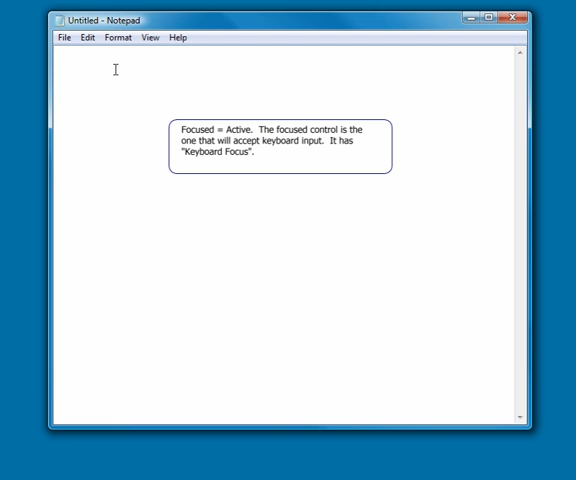 Untitled - Notepad
File Edit Format View Help
Focused = Active. The focused control is the
one that will accept keyboard input. It has
"Keyboard Focus".